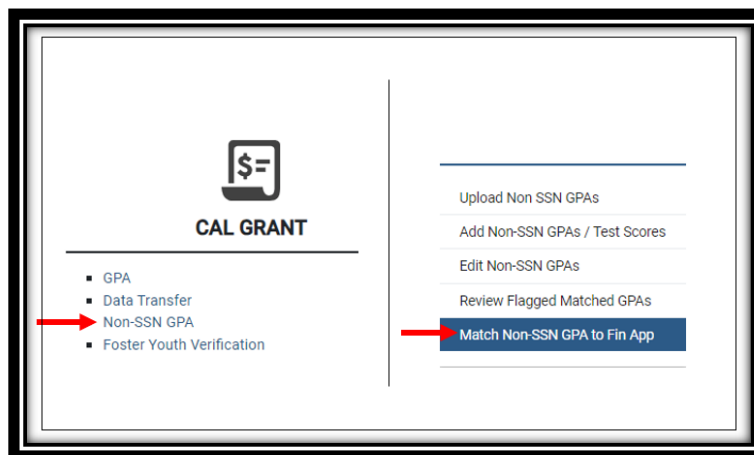 $=
CAL GRANT
GPA
Data Transfer
Non-SSN GPA
Foster Youth Verification
Upload Non SSN GPAs
Add Non-SSN GPAs / Test Scores
Edit Non-SSN GPAs
Review Flagged Matched GPAs
Match Non-SSN GPA to Fin App